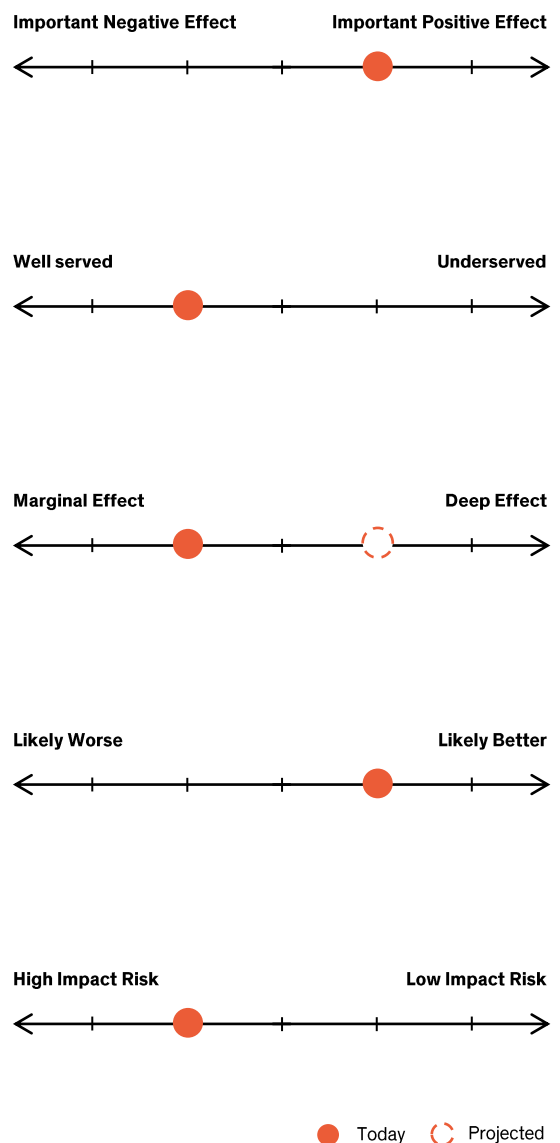 Important Negative Effect Important Positive Effect
Well served Underserved
Marginal Effect Deep Effect
Likely Worse Likely Better
High Impact Risk Low Impact Risk
Today Projected